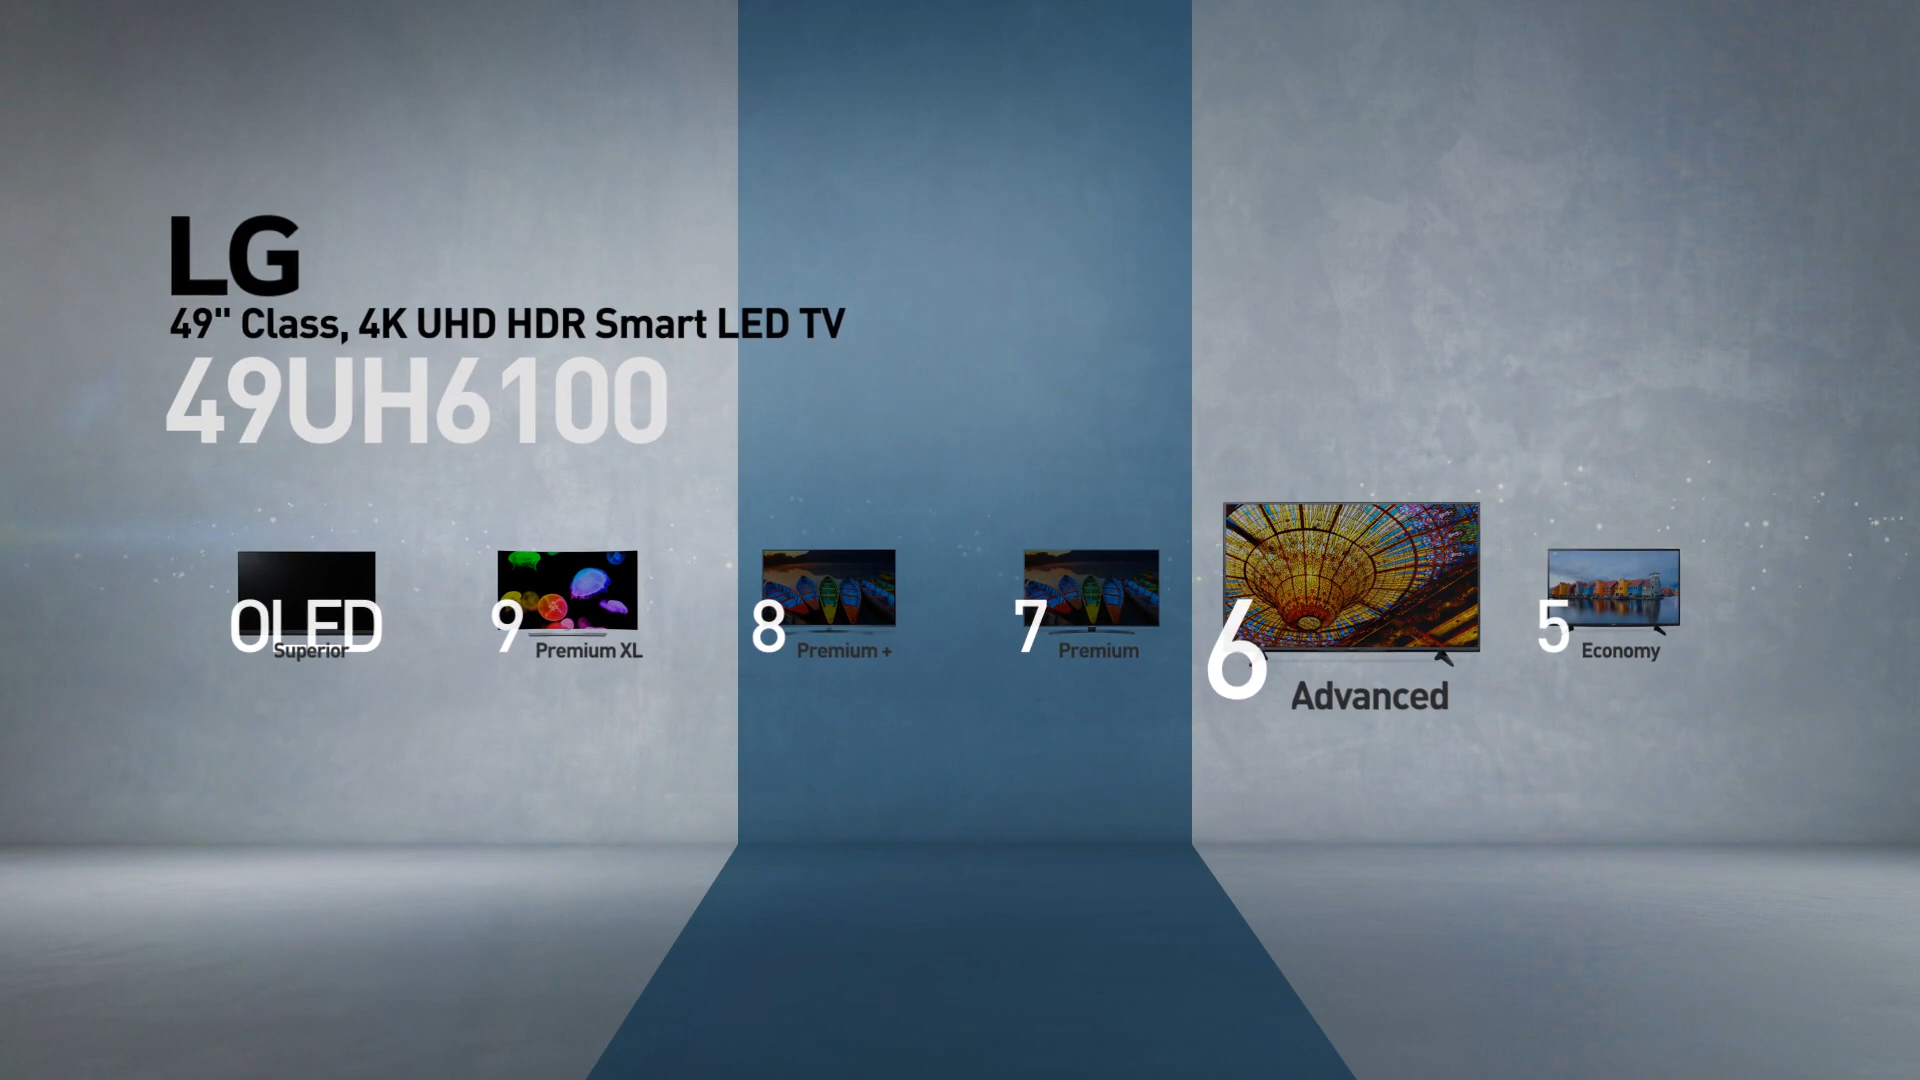 LG
49" Class, 4K UHD HDR Smart LED TV
49UH6100
OLED
Superior
9
Premium XL
8
Premium +
7
Premium
6
Advanced
5
Economy